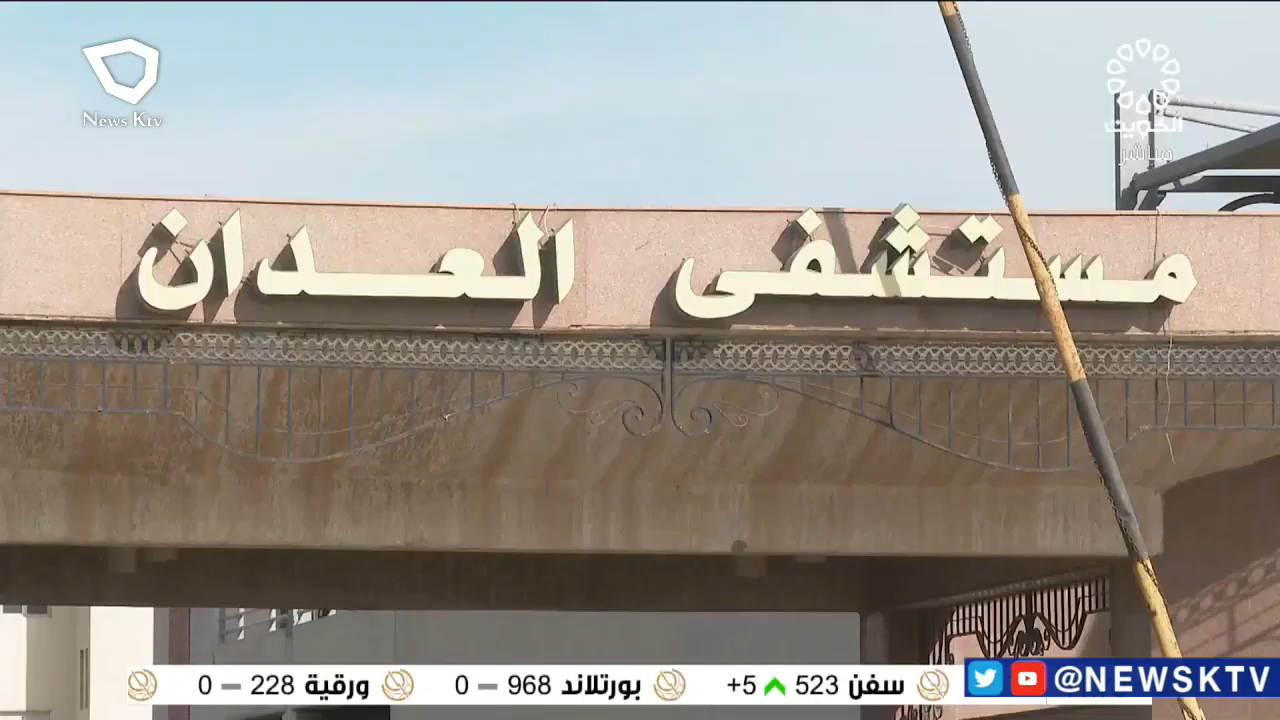 News Ktv
الكويت
مباشر
مستشفى العدان
سفن 523 +5
بورتلاند 968 0
ورقية 228 0
@NEWSKTV